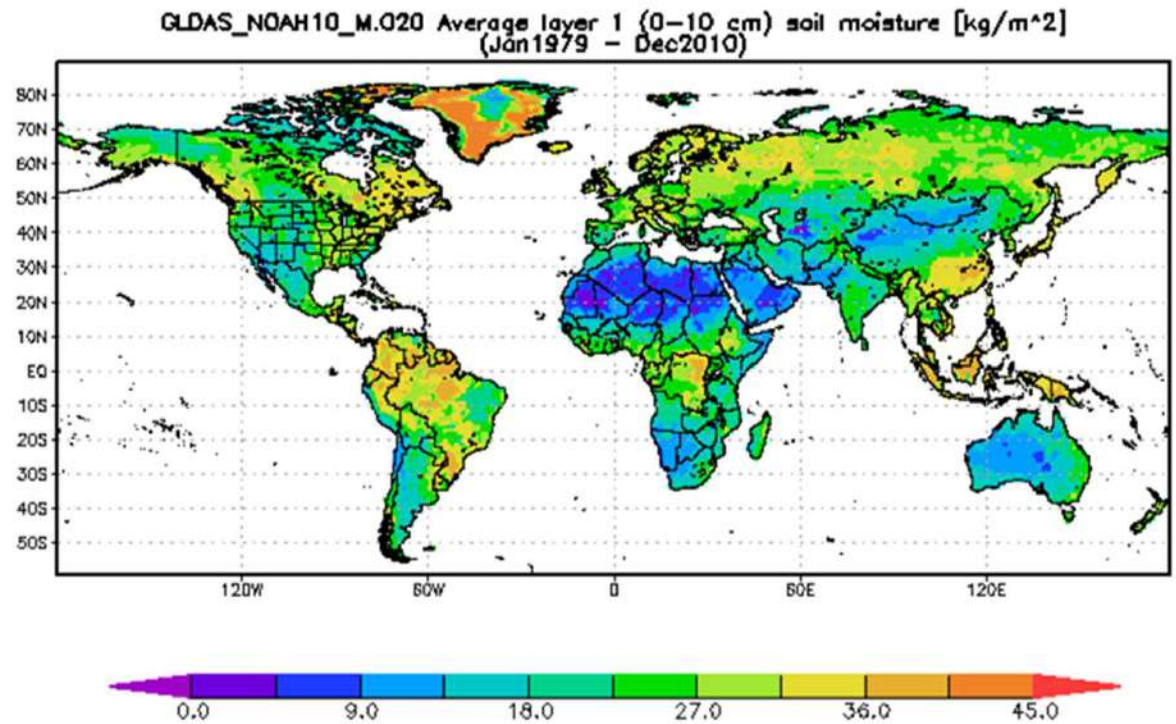 GLDAS_NOAH10_M.020 Average layer 1 (0-10 cm) soil moisture [kg/m^2]
(Jan1979 - Dec2010)
80N
70N
60N
50N
40N
30N
20N
10N
EQ
10S
20S
30S
40S
50S
120W 60W 0 60E 120E
0.0 9.0 18.0 27.0 36.0 45.0